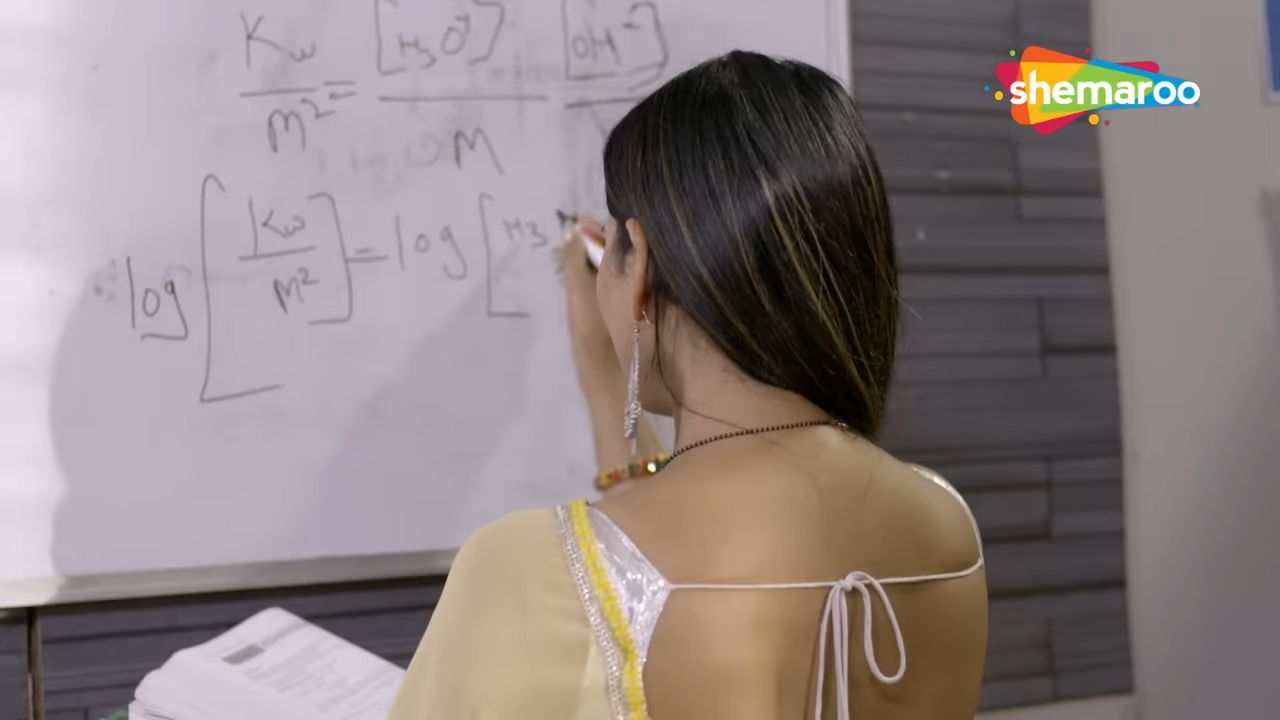 Kw/M² = [H₃O⁺]/M [OH⁻]/
log [Kw/M²] = log [H₃
shemaroo